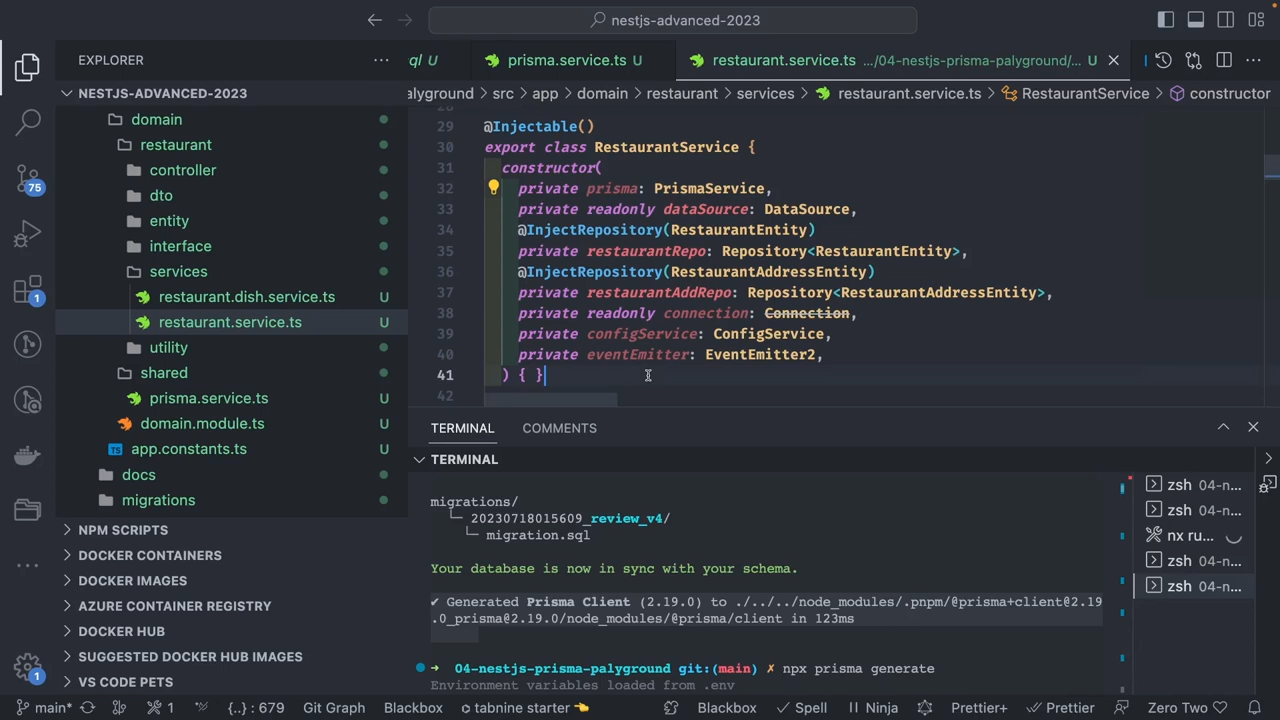 nestjs-advanced-2023
EXPLORER
NESTJS-ADVANCED-2023
domain
restaurant
controller
dto
entity
interface
services
restaurant.dish.service.ts U
restaurant.service.ts U
utility
shared
prisma.service.ts U
domain.module.ts U
app.constants.ts U
docs
migrations
NPM SCRIPTS
DOCKER CONTAINERS
DOCKER IMAGES
AZURE CONTAINER REGISTRY
DOCKER HUB
SUGGESTED DOCKER HUB IMAGES
VS CODE PETS
75
1
1
ql U
prisma.service.ts U
restaurant.service.ts .../04-nestjs-prisma-palyground/... U
alyground > src > app > domain > restaurant > services > restaurant.service.ts > RestaurantService > constructor
28
29 @Injectable()
30 export class RestaurantService {
31 constructor(
32 private prisma: PrismaService,
33 private readonly dataSource: DataSource,
34 @InjectRepository(RestaurantEntity)
35 private restaurantRepo: Repository<RestaurantEntity>,
36 @InjectRepository(RestaurantAddressEntity)
37 private restaurantAddRepo: Repository<RestaurantAddressEntity>,
38 private readonly connection: Connection,
39 private configService: ConfigService,
40 private eventEmitter: EventEmitter2,
41 ) { }
42
TERMINAL COMMENTS
TERMINAL
migrations/
└─ 20230718015609_review_v4/
└─ migration.sql
Your database is now in sync with your schema.
✔ Generated Prisma Client (2.19.0) to ./../../node_modules/.pnpm/@prisma+client@2.19
.0_prisma@2.19.0/node_modules/@prisma/client in 123ms
➜ 04-nestjs-prisma-palyground git:(main) ✗ npx prisma generate
Environment variables loaded from .env
zsh 04-n...
zsh 04-n...
nx ru...
zsh 04-n...
zsh 04-n...
main* 1 {..} : 679 Git Graph Blackbox tabnine starter 👈 Blackbox Spell Ninja Prettier+ Prettier Zero Two